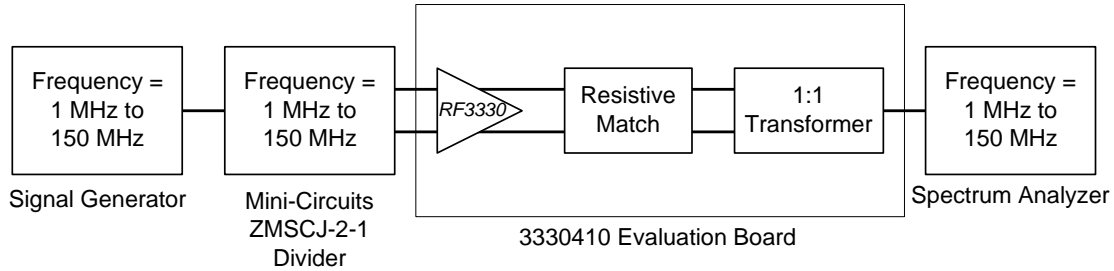 Frequency =
1 MHz to
150 MHz
Signal Generator
Frequency =
1 MHz to
150 MHz
Mini-Circuits
ZMSCJ-2-1
Divider
RF3330
Resistive
Match
1:1
Transformer
3330410 Evaluation Board
Frequency =
1 MHz to
150 MHz
Spectrum Analyzer